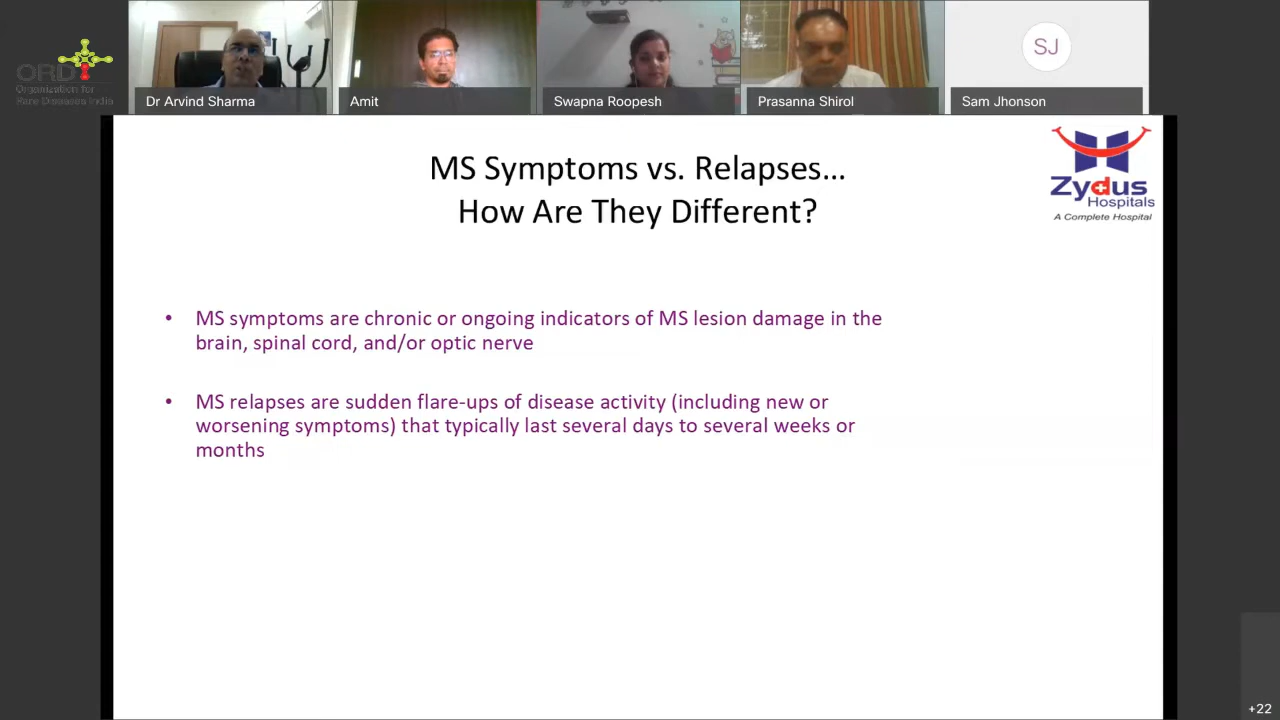 ORDI
Organization for
Rare Diseases India
Dr Arvind Sharma
Amit
Swapna Roopesh
Prasanna Shirol
SJ
Sam Jhonson
Zydus
Hospitals
A Complete Hospital
MS Symptoms vs. Relapses...
How Are They Different?
• MS symptoms are chronic or ongoing indicators of MS lesion damage in the
brain, spinal cord, and/or optic nerve
• MS relapses are sudden flare-ups of disease activity (including new or
worsening symptoms) that typically last several days to several weeks or
months
+22